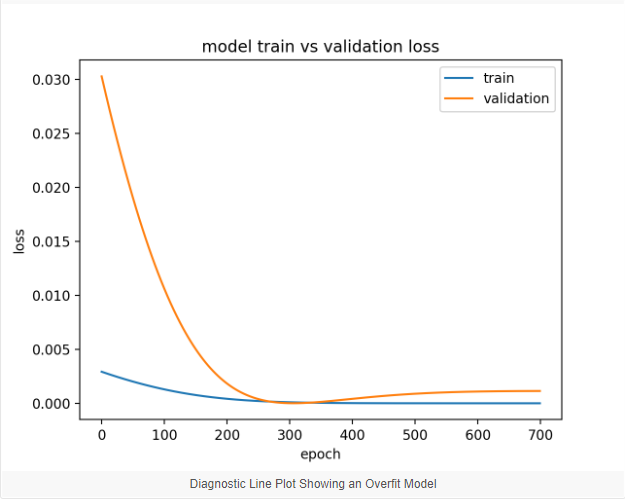 model train vs validation loss
train
validation
0.030
0.025
0.020
0.015
0.010
0.005
0.000
loss
0 100 200 300 400 500 600 700
epoch
Diagnostic Line Plot Showing an Overfit Model